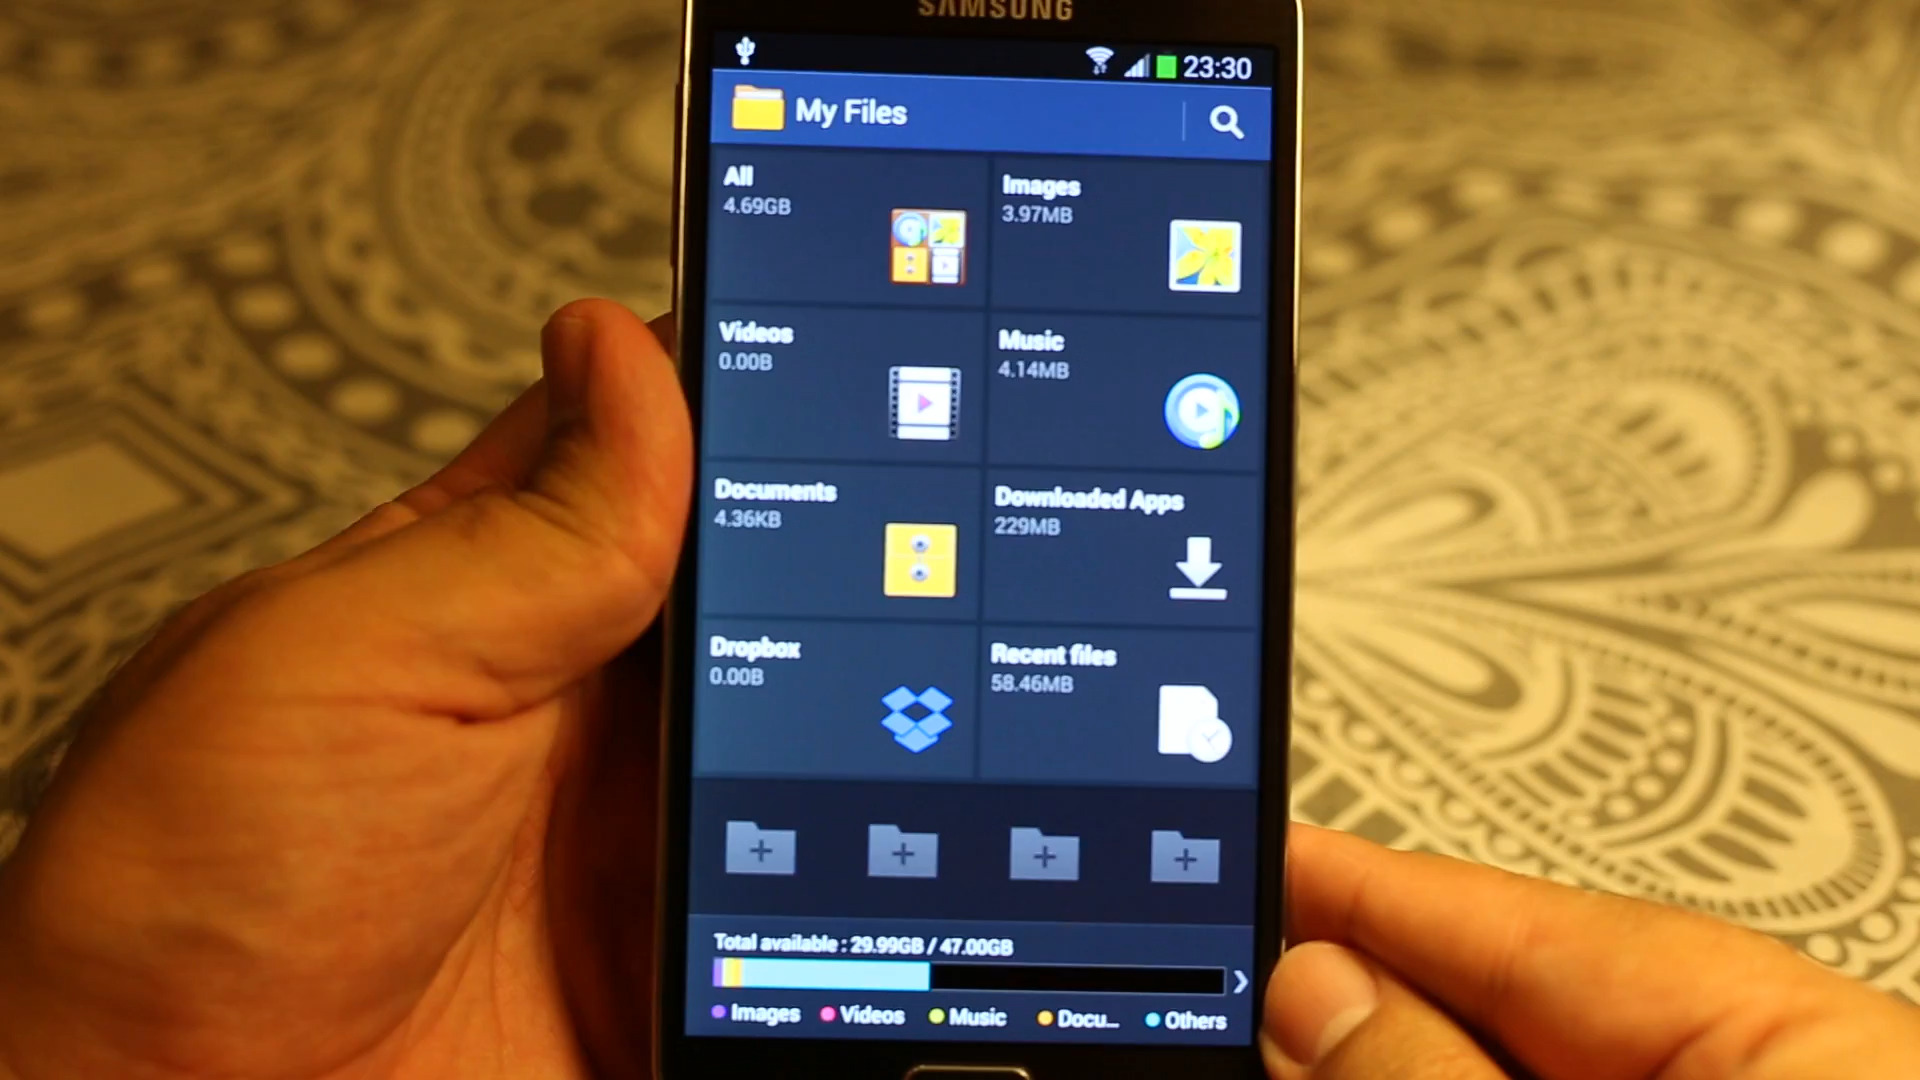 SAMSUNG
23:30
My Files
All
4.69GB
Images
3.97MB
Videos
0.00B
Music
4.14MB
Documents
4.36KB
Downloaded Apps
229MB
Dropbox
0.00B
Recent files
58.46MB
Total available : 29.99GB / 47.00GB
Images Videos Music Docu... Others